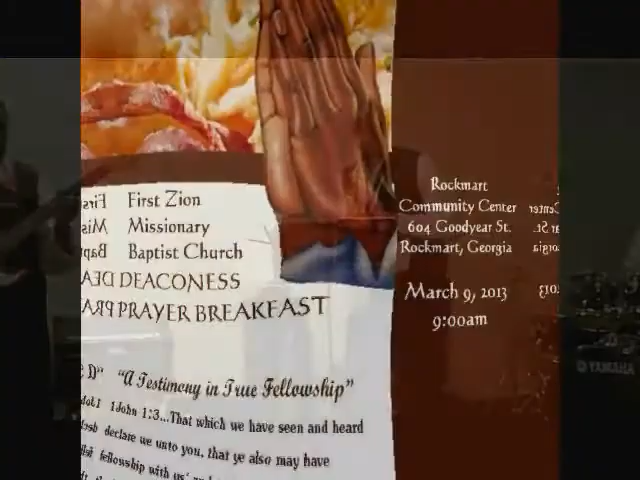 First Zion
Missionary
Baptist Church
DEACONESS
PRAYER BREAKFAST
"A Testimony in True Fellowship"
1John 1:3...That which we have seen and heard
declare we unto you, that ye also may have
fellowship with us
Rockmart
Community Center
604 Goodyear St.
Rockmart, Georgia
March 9, 2013
9:00am
YAMAHA